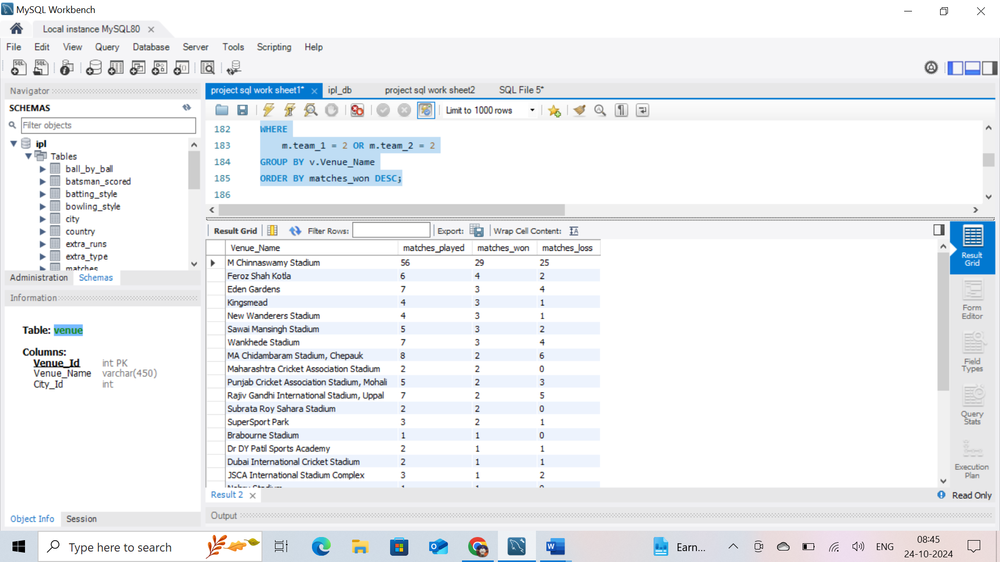 MySQL Workbench
Local instance MySQL80
File Edit View Query Database Server Tools Scripting Help
Navigator
SCHEMAS
Filter objects
ipl
Tables
ball_by_ball
batsman_scored
batting_style
bowling_style
city
country
extra_runs
extra_type
matches
Administration Schemas
Information
Table: venue
Columns:
Venue_Id int PK
Venue_Name varchar(450)
City_Id int
Object Info Session
project sql work sheet1* ipl_db project sql work sheet2 SQL File 5*
Limit to 1000 rows
182 WHERE
183 m.team_1 = 2 OR m.team_2 = 2
184 GROUP BY v.Venue_Name
185 ORDER BY matches_won DESC;
186
Result Grid Filter Rows: Export: Wrap Cell Content:
Venue_Name matches_played matches_won matches_loss
M Chinnaswamy Stadium 56 29 25
Feroz Shah Kotla 6 4 2
Eden Gardens 7 3 4
Kingsmead 4 3 1
New Wanderers Stadium 4 3 1
Sawai Mansingh Stadium 5 3 2
Wankhede Stadium 7 3 4
MA Chidambaram Stadium, Chepauk 8 2 6
Maharashtra Cricket Association Stadium 2 2 0
Punjab Cricket Association Stadium, Mohali 5 2 3
Rajiv Gandhi International Stadium, Uppal 7 2 5
Subrata Roy Sahara Stadium 2 2 0
SuperSport Park 3 2 1
Brabourne Stadium 1 1 0
Dr DY Patil Sports Academy 2 1 1
Dubai International Cricket Stadium 2 1 1
JSCA International Stadium Complex 3 1 2
Result
Grid
Form
Editor
Field
Types
Query
Stats
Execution
Plan
Result 2
Read Only
Output
Type here to search
Earn...
ENG
08:45
24-10-2024